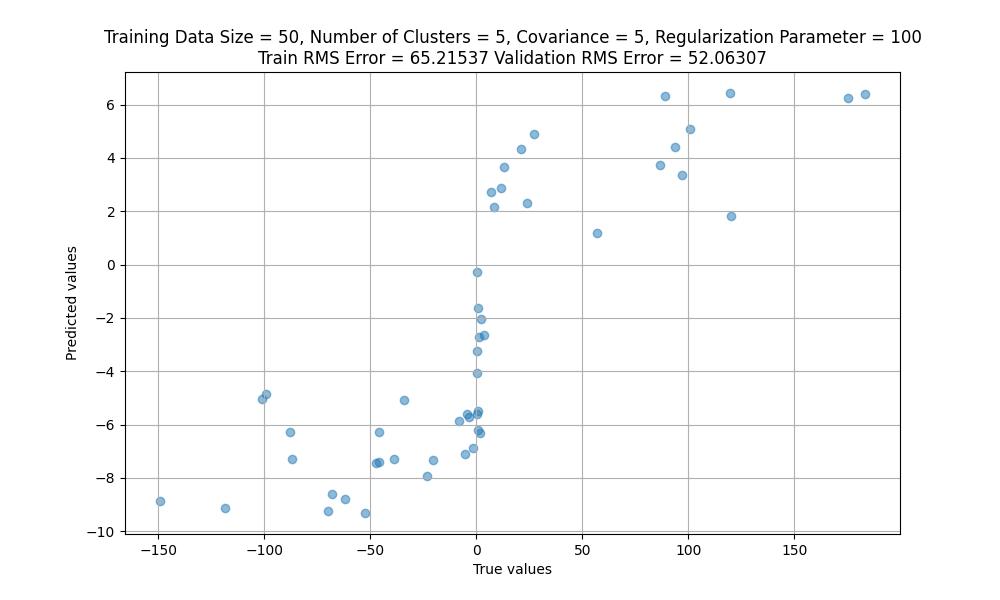 Training Data Size = 50, Number of Clusters = 5, Covariance = 5, Regularization Parameter = 100
Train RMS Error = 65.21537 Validation RMS Error = 52.06307
6
4
2
0
−2
−4
−6
−8
−10
Predicted values
−150 −100 −50 0 50 100 150
True values